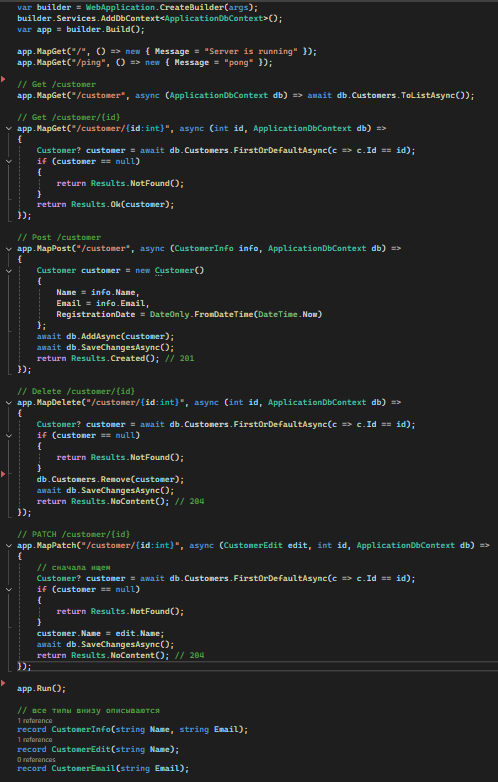 var builder = WebApplication.CreateBuilder(args);
builder.Services.AddDbContext<ApplicationDbContext>();
var app = builder.Build();
app.MapGet("/", () => new { Message = "Server is running" });
app.MapGet("/ping", () => new { Message = "pong" });
// Get /customer
app.MapGet("/customer", async (ApplicationDbContext db) => await db.Customers.ToListAsync());
// Get /customer/{id}
app.MapGet("/customer/{id:int}", async (int id, ApplicationDbContext db) =>
{
Customer? customer = await db.Customers.FirstOrDefaultAsync(c => c.Id == id);
if (customer == null)
{
return Results.NotFound();
}
return Results.Ok(customer);
});
// Post /customer
app.MapPost("/customer", async (CustomerInfo info, ApplicationDbContext db) =>
{
Customer customer = new Customer()
{
Name = info.Name,
Email = info.Email,
RegistrationDate = DateOnly.FromDateTime(DateTime.Now)
};
await db.AddAsync(customer);
await db.SaveChangesAsync();
return Results.Created(); // 201
});
// Delete /customer/{id}
app.MapDelete("/customer/{id:int}", async (int id, ApplicationDbContext db) =>
{
Customer? customer = await db.Customers.FirstOrDefaultAsync(c => c.Id == id);
if (customer == null)
{
return Results.NotFound();
}
db.Customers.Remove(customer);
await db.SaveChangesAsync();
return Results.NoContent(); // 204
});
// PATCH /customer/{id}
app.MapPatch("/customer/{id:int}", async (CustomerEdit edit, int id, ApplicationDbContext db) =>
{
// сначала ищем
Customer? customer = await db.Customers.FirstOrDefaultAsync(c => c.Id == id);
if (customer == null)
{
return Results.NotFound();
}
customer.Name = edit.Name;
await db.SaveChangesAsync();
return Results.NoContent(); // 204
});
app.Run();
// все типы внизу описываются
1 reference
record CustomerInfo(string Name, string Email);
1 reference
record CustomerEdit(string Name);
0 references
record CustomerEmail(string Email);